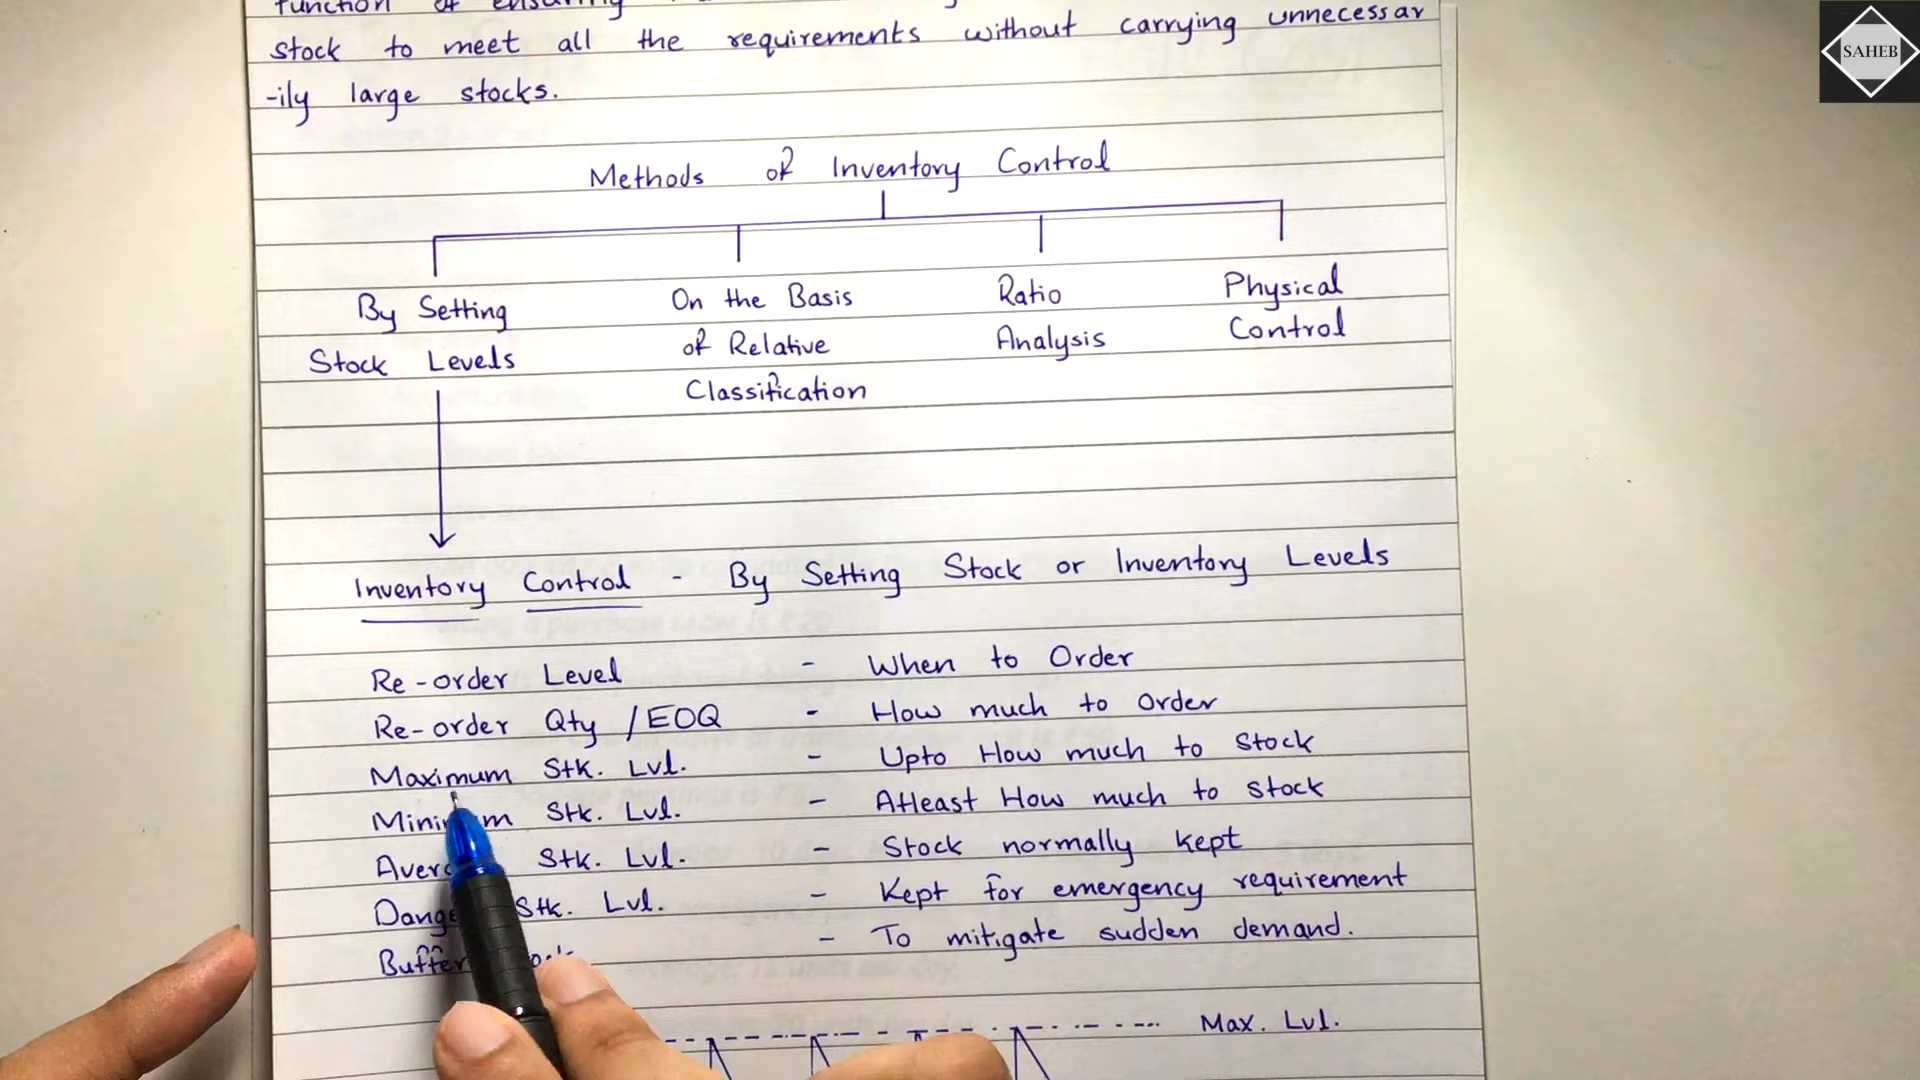 function of ensuring
stock to meet all the requirements without carrying unnecessar
-ily large stocks.
SAHEB
Methods of Inventory Control
By Setting
Stock Levels
On the Basis
of Relative
Classification
Ratio
Analysis
Physical
Control
Inventory Control - By Setting Stock or Inventory Levels
Re-order Level - When to Order
Re-order Qty / EOQ - How much to Order
Maximum Stk. Lvl. - Upto How much to Stock
Stk. Lvl. - Atleast How much to Stock
Stk. Lvl. - Stock normally kept
Stk. Lvl. - Kept for emergency requirement
Buffer - To mitigate sudden demand.
Max. Lvl.